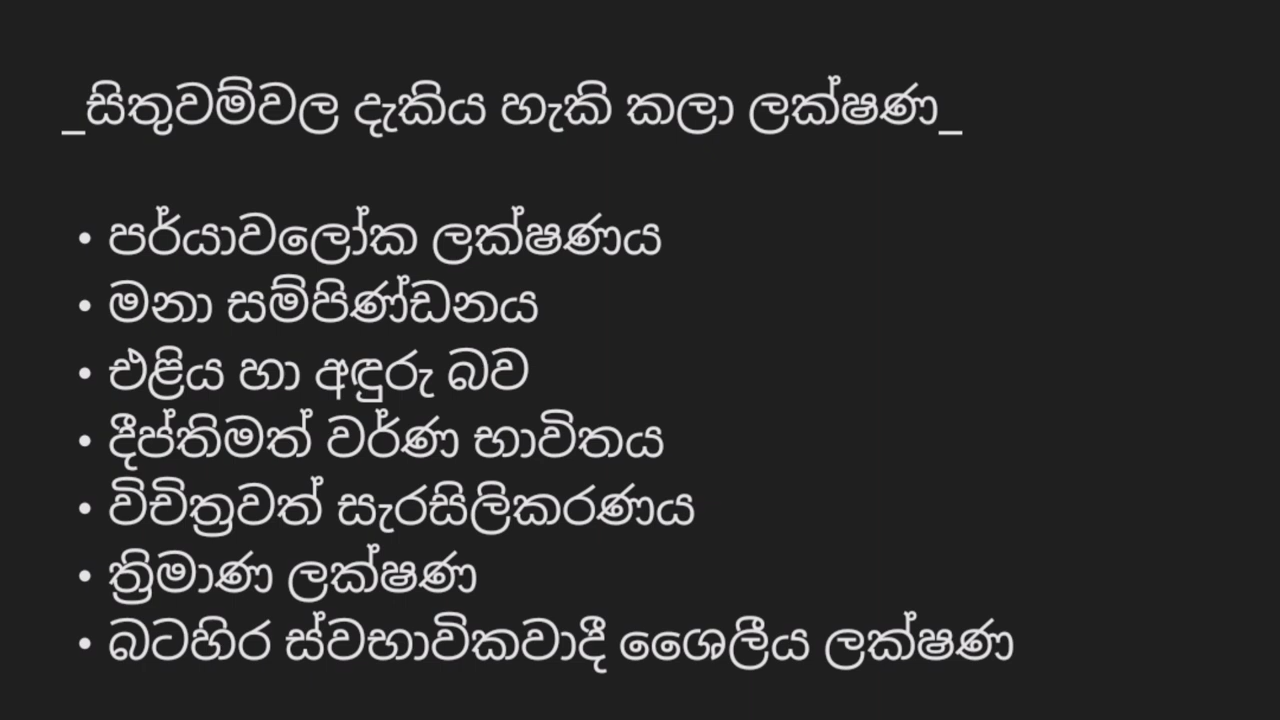 _සිතුවම්වල දැකිය හැකි කලා ලක්ෂණ_
• පර්යාවලෝක ලක්ෂණය
• මනා සම්පිණ්ඩනය
• එළිය හා අඳුරු බව
• දීප්තිමත් වර්ණ භාවිතය
• විචිත්‍රවත් සැරසිලිකරණය
• ත්‍රිමාණ ලක්ෂණ
• බටහිර ස්වභාවිකවාදී ශෛලීය ලක්ෂණ